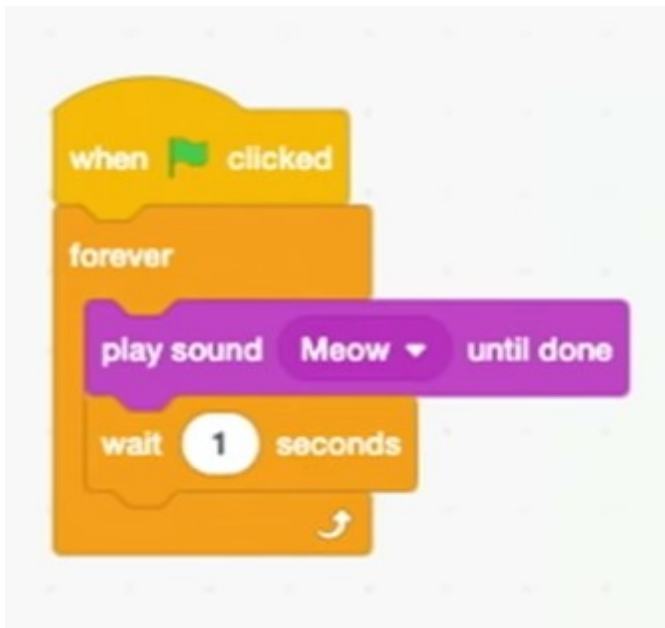 when clicked
forever
play sound Meow until done
wait 1 seconds